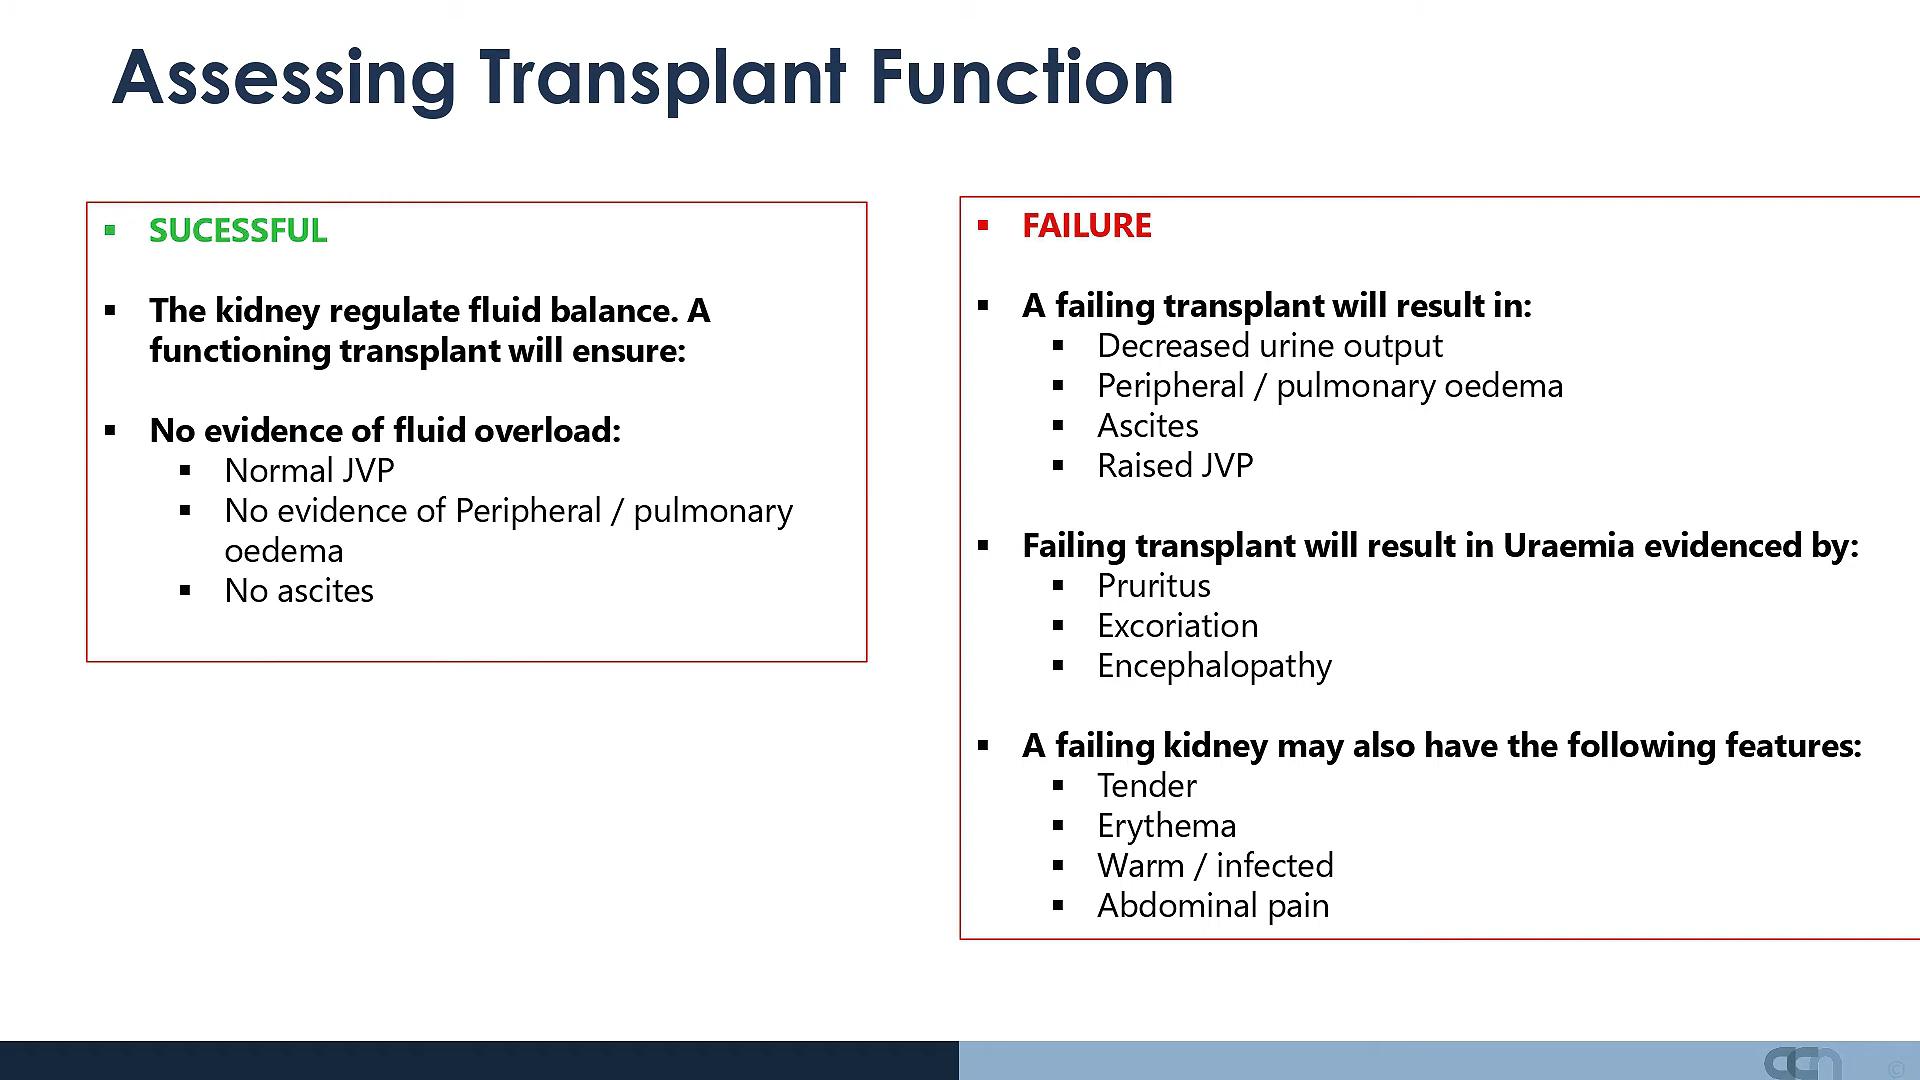 Assessing Transplant Function
SUCESSFUL
The kidney regulate fluid balance. A
functioning transplant will ensure:
No evidence of fluid overload:
Normal JVP
No evidence of Peripheral / pulmonary
oedema
No ascites
FAILURE
A failing transplant will result in:
Decreased urine output
Peripheral / pulmonary oedema
Ascites
Raised JVP
Failing transplant will result in Uraemia evidenced by:
Pruritus
Excoriation
Encephalopathy
A failing kidney may also have the following features:
Tender
Erythema
Warm / infected
Abdominal pain
©